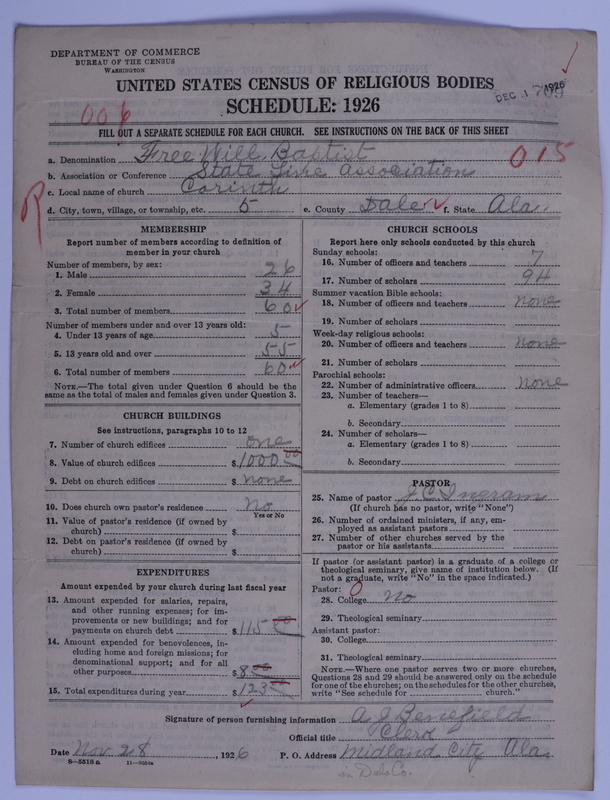 DEPARTMENT OF COMMERCE
BUREAU OF THE CENSUS
WASHINGTON
UNITED STATES CENSUS OF RELIGIOUS BODIES
SCHEDULE: 1926
DEC 1 1926
006
FILL OUT A SEPARATE SCHEDULE FOR EACH CHURCH. SEE INSTRUCTIONS ON THE BACK OF THIS SHEET
015
R
a. Denomination Free Will Baptist
b. Association or Conference State Line Association
c. Local name of church Corinth
d. City, town, village, or township, etc. 5 e. County Dale f. State Ala.
MEMBERSHIP
Report number of members according to definition of
member in your church
Number of members, by sex:
1. Male 26
2. Female 34
3. Total number of members 60
Number of members under and over 13 years old:
4. Under 13 years of age 5
5. 13 years old and over 55
6. Total number of members 60
NOTE.—The total given under Question 6 should be the
same as the total of males and females given under Question 3.
CHURCH BUILDINGS
See instructions, paragraphs 10 to 12
7. Number of church edifices one
8. Value of church edifices $1000.00
9. Debt on church edifices $ none
10. Does church own pastor's residence no
Yes or No
11. Value of pastor's residence (if owned by
church) $
12. Debt on pastor's residence (if owned by
church) $
EXPENDITURES
Amount expended by your church during last fiscal year
13. Amount expended for salaries, repairs,
and other running expenses; for im-
provements or new buildings; and for
payments on church debt $115.00
14. Amount expended for benevolences, in-
cluding home and foreign missions; for
denominational support; and for all
other purposes $8.00
15. Total expenditures during year $123.00
CHURCH SCHOOLS
Report here only schools conducted by this church
Sunday schools:
16. Number of officers and teachers 7
17. Number of scholars 94
Summer vacation Bible schools:
18. Number of officers and teachers none
19. Number of scholars
Week-day religious schools:
20. Number of officers and teachers none
21. Number of scholars
Parochial schools:
22. Number of administrative officers none
23. Number of teachers—
a. Elementary (grades 1 to 8)
b. Secondary
24. Number of scholars—
a. Elementary (grades 1 to 8)
b. Secondary
PASTOR
25. Name of pastor J. C. Ingram
(If church has no pastor, write "None")
26. Number of ordained ministers, if any, em-
ployed as assistant pastors
27. Number of other churches served by the
pastor or his assistants
If pastor (or assistant pastor) is a graduate of a college or
theological seminary, give name of institution below. (If
not a graduate, write "No" in the space indicated.)
Pastor: 0
28. College no
29. Theological seminary
Assistant pastor:
30. College
31. Theological seminary
NOTE.—Where one pastor serves two or more churches,
Questions 28 and 29 should be answered only on the schedule
for one of the churches; on the schedules for the other churches,
write "See schedule for church."
Signature of person furnishing information A J Benefield
Official title Clerk
Date Nov. 28, 1926 P. O. Address Midland City Ala
8—5518 a
in Dale Co.